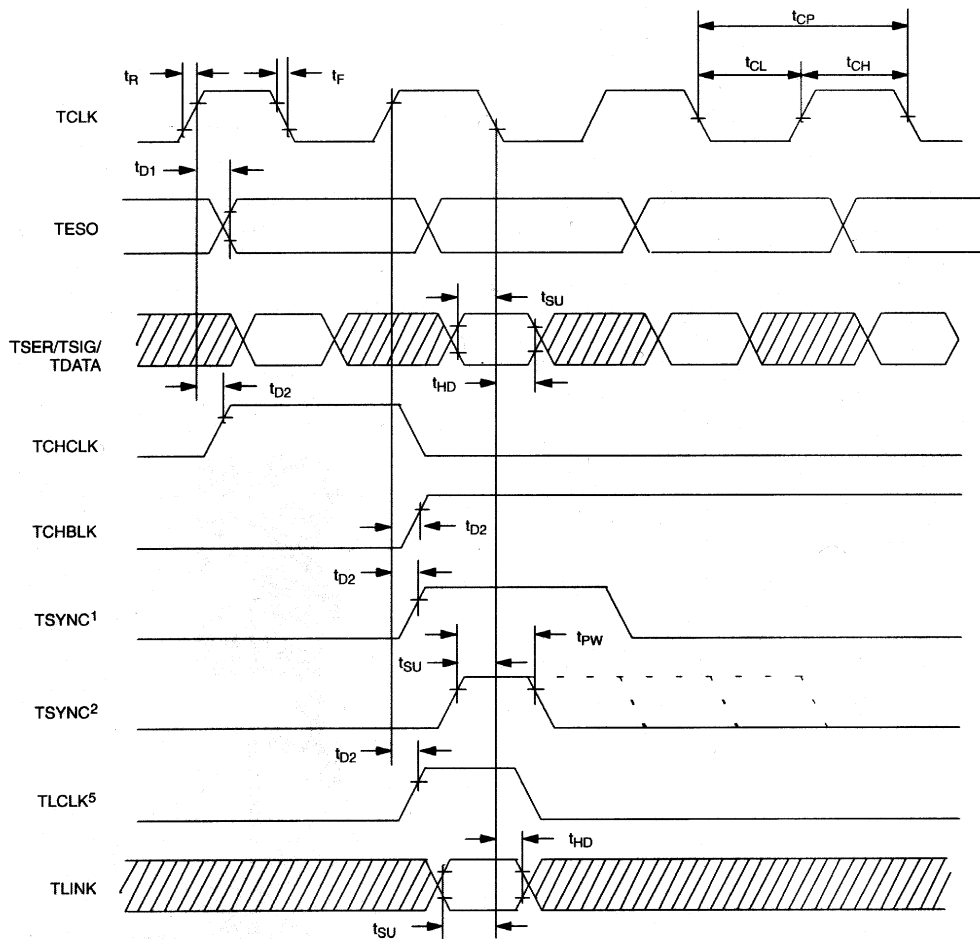 tCP
tR
tF
tCL
tCH
TCLK
tD1
TESO
tSU
TSER/TSIG/
TDATA
tHD
tD2
TCHCLK
TCHBLK
tD2
tD2
TSYNC1
tPW
tSU
TSYNC2
tD2
TLCLK5
tHD
TLINK
tSU